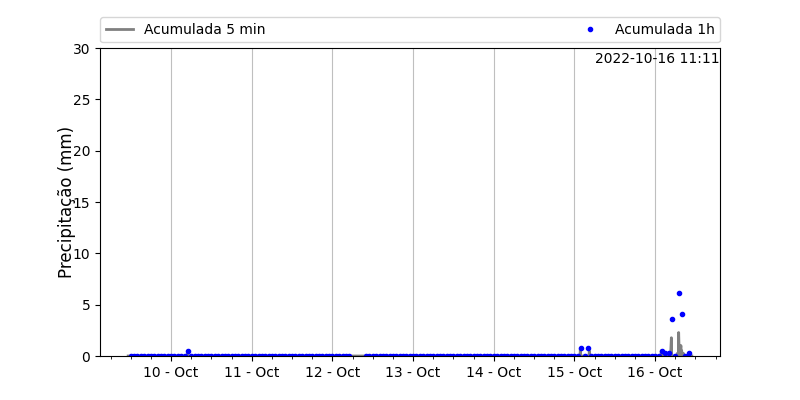 Acumulada 5 min
Acumulada 1h
2022-10-16 11:11
Precipitação (mm)
30
25
20
15
10
5
0
10 - Oct
11 - Oct
12 - Oct
13 - Oct
14 - Oct
15 - Oct
16 - Oct